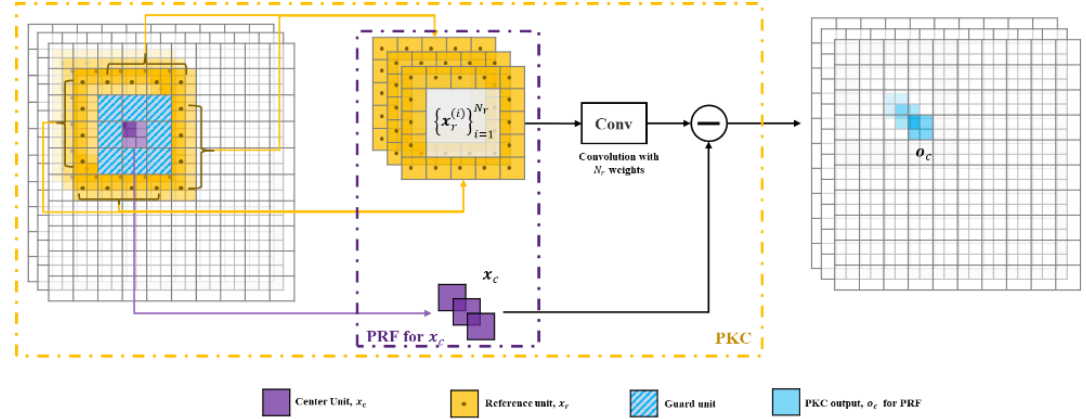 {x_r^{(i)}}_{i=1}^{N_r}
Conv
Convolution with
N_r weights
o_c
x_c
PRF for x_c
PKC
Center Unit, x_c
Reference unit, x_r
Guard unit
PKC output, o_c for PRF